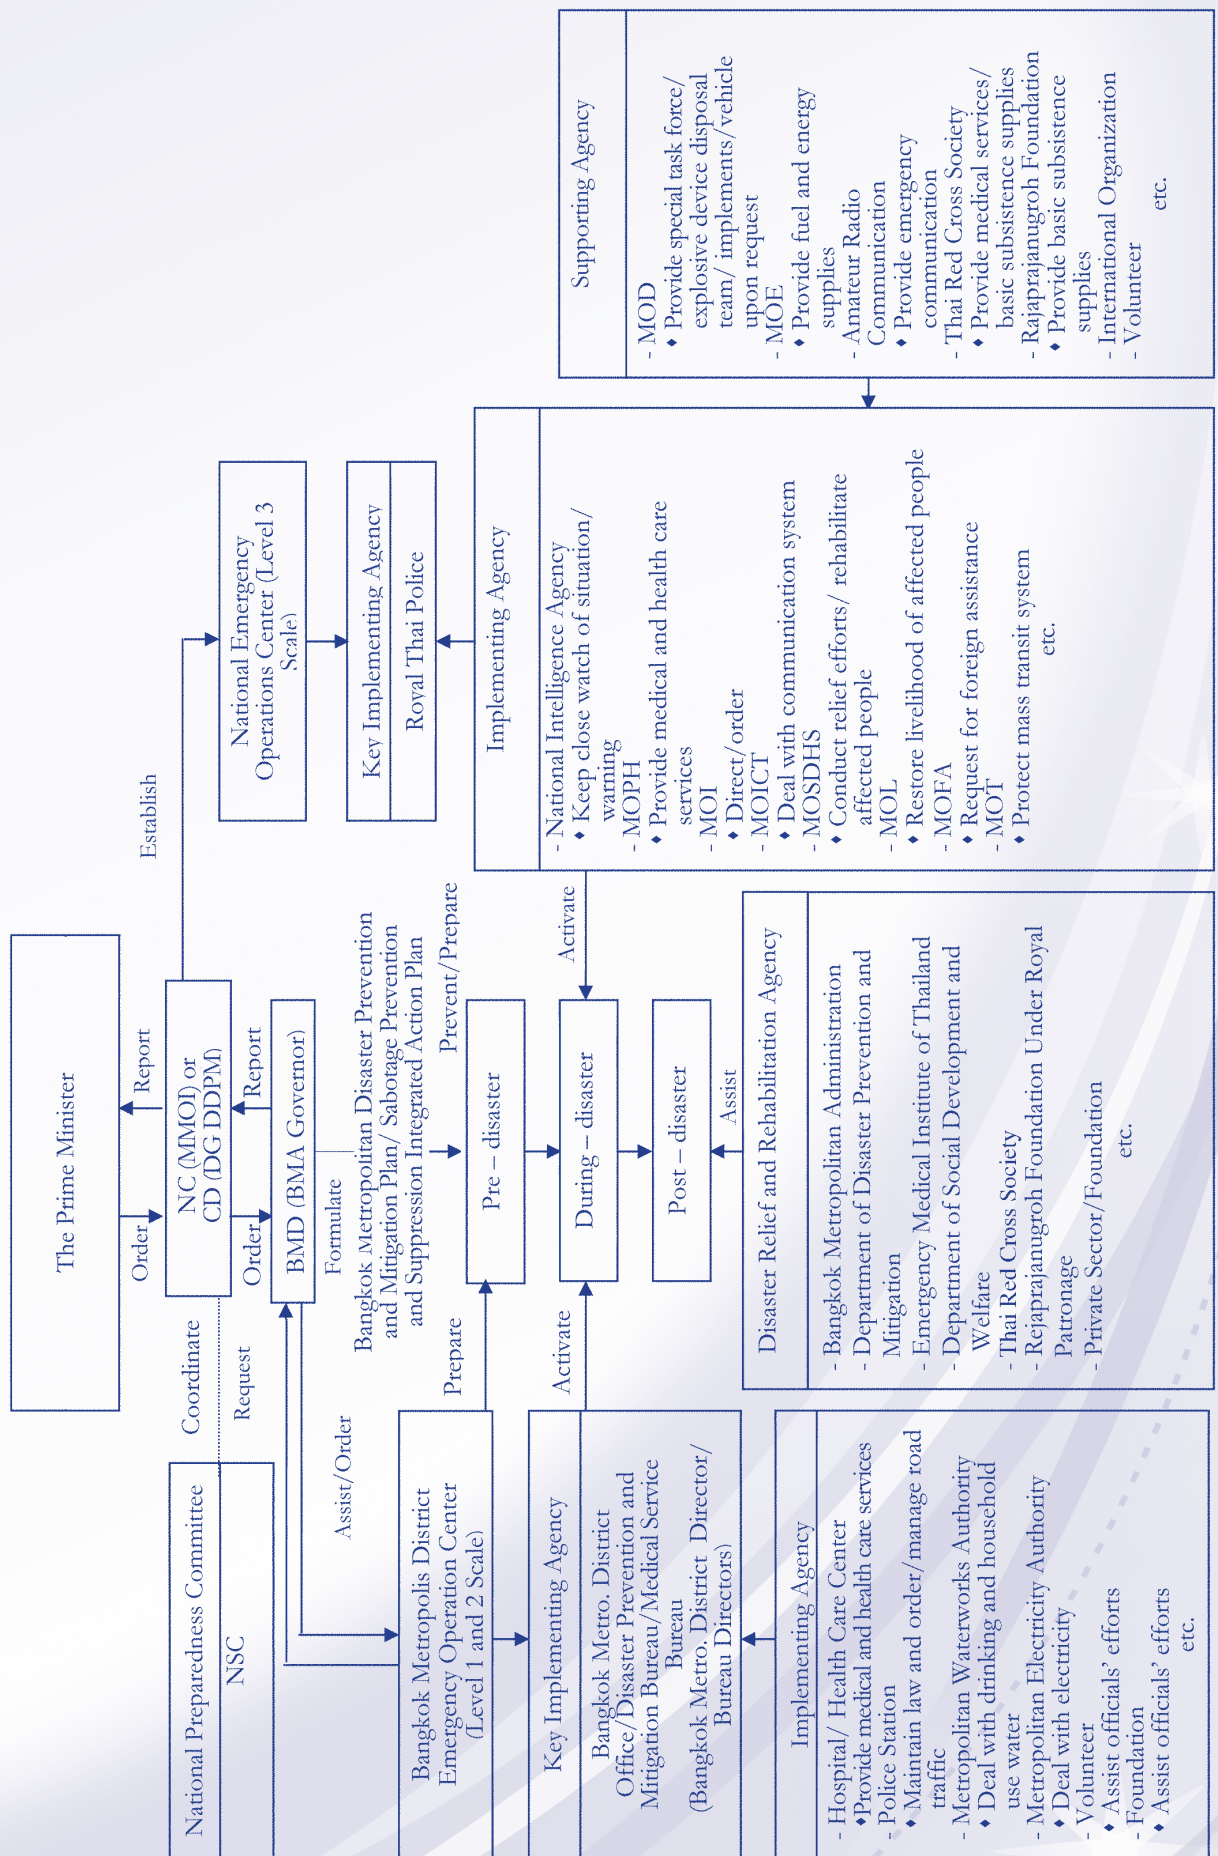 The Prime Minister
Order
Report
National Preparedness Committee
NSC
Coordinate
NC (MMOI) or
CD (DG DDPM)
Establish
Request
Order
Report
BMD (BMA Governor)
National Emergency
Operations Center (Level 3
Scale)
Assist/Order
Formulate
Bangkok Metropolitan Disaster Prevention
and Mitigation Plan/ Sabotage Prevention
and Suppression Integrated Action Plan
Key Implementing Agency
Royal Thai Police
Bangkok Metropolis District
Emergency Operation Center
(Level 1 and 2 Scale)
Prepare
Prevent/Prepare
Pre – disaster
Key Implementing Agency
Bangkok Metro. District
Office/Disaster Prevention and
Mitigation Bureau/Medical Service
Bureau
(Bangkok Metro. District Director/
Bureau Directors)
Activate
During – disaster
Activate
Post – disaster
Assist
Implementing Agency
- National Intelligence Agency
♦ Keep close watch of situation/
warning
- MOPH
♦ Provide medical and health care
services
- MOI
♦ Direct/order
- MOICT
♦ Deal with communication system
- MOSDHS
♦ Conduct relief efforts/ rehabilitate
affected people
- MOL
♦ Restore livelihood of affected people
- MOFA
♦ Request for foreign assistance
- MOT
♦ Protect mass transit system
etc.
Supporting Agency
- MOD
♦ Provide special task force/
explosive device disposal
team/ implements/vehicle
upon request
- MOE
♦ Provide fuel and energy
supplies
- Amateur Radio
Communication
♦ Provide emergency
communication
- Thai Red Cross Society
♦ Provide medical services/
basic subsistence supplies
- Rajaprajanugroh Foundation
♦ Provide basic subsistence
supplies
- International Organization
- Volunteer
etc.
Implementing Agency
- Hospital/ Health Care Center
♦Provide medical and health care services
- Police Station
♦ Maintain law and order/manage road
traffic
- Metropolitan Waterworks Authority
♦ Deal with drinking and household
use water
- Metropolitan Electricity Authority
♦ Deal with electricity
- Volunteer
♦ Assist officials' efforts
- Foundation
♦ Assist officials' efforts
etc.
Disaster Relief and Rehabilitation Agency
- Bangkok Metropolitan Administration
- Department of Disaster Prevention and
Mitigation
- Emergency Medical Institute of Thailand
- Department of Social Development and
Welfare
- Thai Red Cross Society
- Rejaprajanugroh Foundation Under Royal
Patronage
- Private Sector/Foundation
etc.